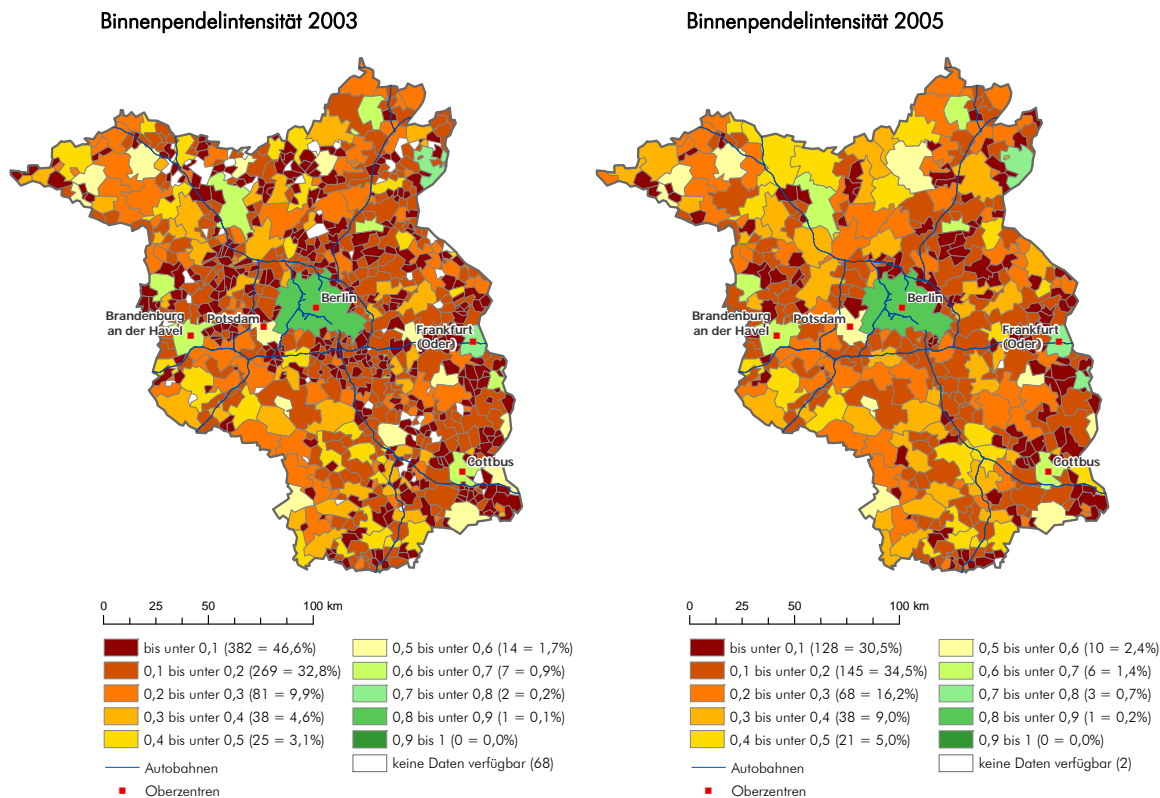 Binnenpendelintensität 2003
Berlin
Brandenburg
an der Havel
Potsdam
Frankfurt
(Oder)
Cottbus
0 25 50 100 km
bis unter 0,1 (382 = 46,6%)
0,1 bis unter 0,2 (269 = 32,8%)
0,2 bis unter 0,3 (81 = 9,9%)
0,3 bis unter 0,4 (38 = 4,6%)
0,4 bis unter 0,5 (25 = 3,1%)
Autobahnen
Oberzentren
0,5 bis unter 0,6 (14 = 1,7%)
0,6 bis unter 0,7 (7 = 0,9%)
0,7 bis unter 0,8 (2 = 0,2%)
0,8 bis unter 0,9 (1 = 0,1%)
0,9 bis 1 (0 = 0,0%)
keine Daten verfügbar (68)
Binnenpendelintensität 2005
Berlin
Brandenburg
an der Havel
Potsdam
Frankfurt
(Oder)
Cottbus
0 25 50 100 km
bis unter 0,1 (128 = 30,5%)
0,1 bis unter 0,2 (145 = 34,5%)
0,2 bis unter 0,3 (68 = 16,2%)
0,3 bis unter 0,4 (38 = 9,0%)
0,4 bis unter 0,5 (21 = 5,0%)
Autobahnen
Oberzentren
0,5 bis unter 0,6 (10 = 2,4%)
0,6 bis unter 0,7 (6 = 1,4%)
0,7 bis unter 0,8 (3 = 0,7%)
0,8 bis unter 0,9 (1 = 0,2%)
0,9 bis 1 (0 = 0,0%)
keine Daten verfügbar (2)